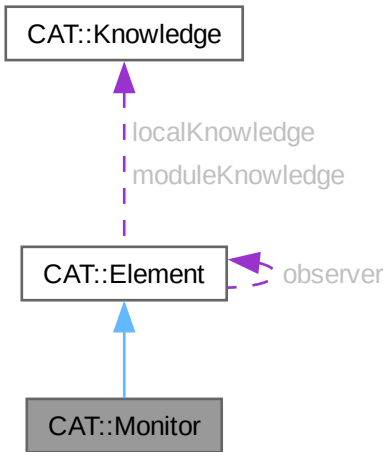 CAT::Knowledge
localKnowledge
moduleKnowledge
CAT::Element
observer
CAT::Monitor